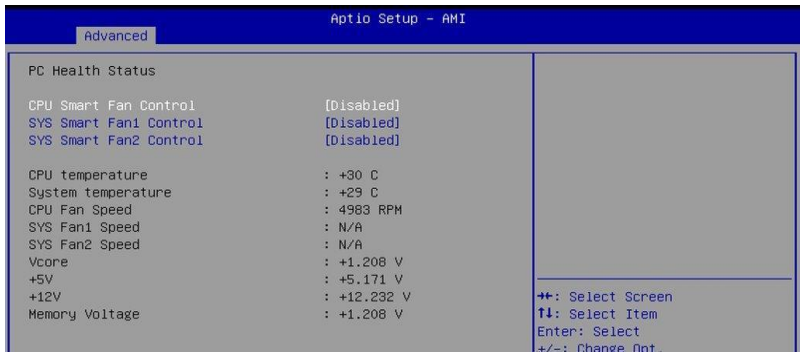 Aptio Setup – AMI
Advanced
PC Health Status
CPU Smart Fan Control [Disabled]
SYS Smart Fan1 Control [Disabled]
SYS Smart Fan2 Control [Disabled]
CPU temperature : +30 C
System temperature : +29 C
CPU Fan Speed : 4983 RPM
SYS Fan1 Speed : N/A
SYS Fan2 Speed : N/A
Vcore : +1.208 V
+5V : +5.171 V
+12V : +12.232 V
Memory Voltage : +1.208 V
→←: Select Screen
↑↓: Select Item
Enter: Select
+/-: Change Opt.